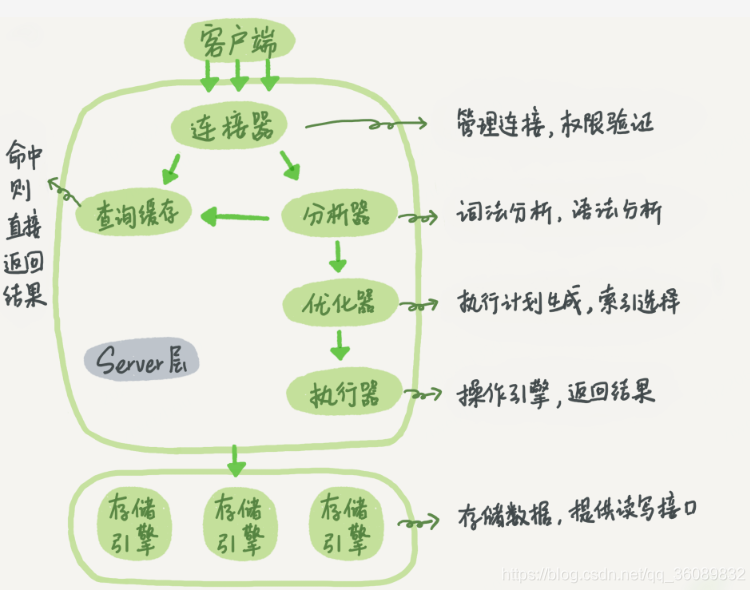 客户端
连接器
管理连接，权限验证
命中
则
直接
返回
结果
查询缓存
分析器
词法分析，语法分析
优化器
执行计划生成，索引选择
Server层
执行器
操作引擎，返回结果
存储
引擎
存储
引擎
存储
引擎
存储数据，提供读写接口
https://blog.csdn.net/qq_36089832